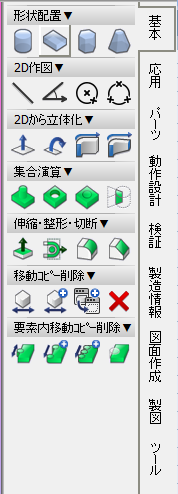 形状配置▼
2D作図▼
2Dから立体化▼
集合演算▼
伸縮・整形・切断▼
移動コピー削除▼
要素内移動コピー削除▼
基本
応用
パーツ
動作設計
検証
製造情報
図面作成
製図
ツール